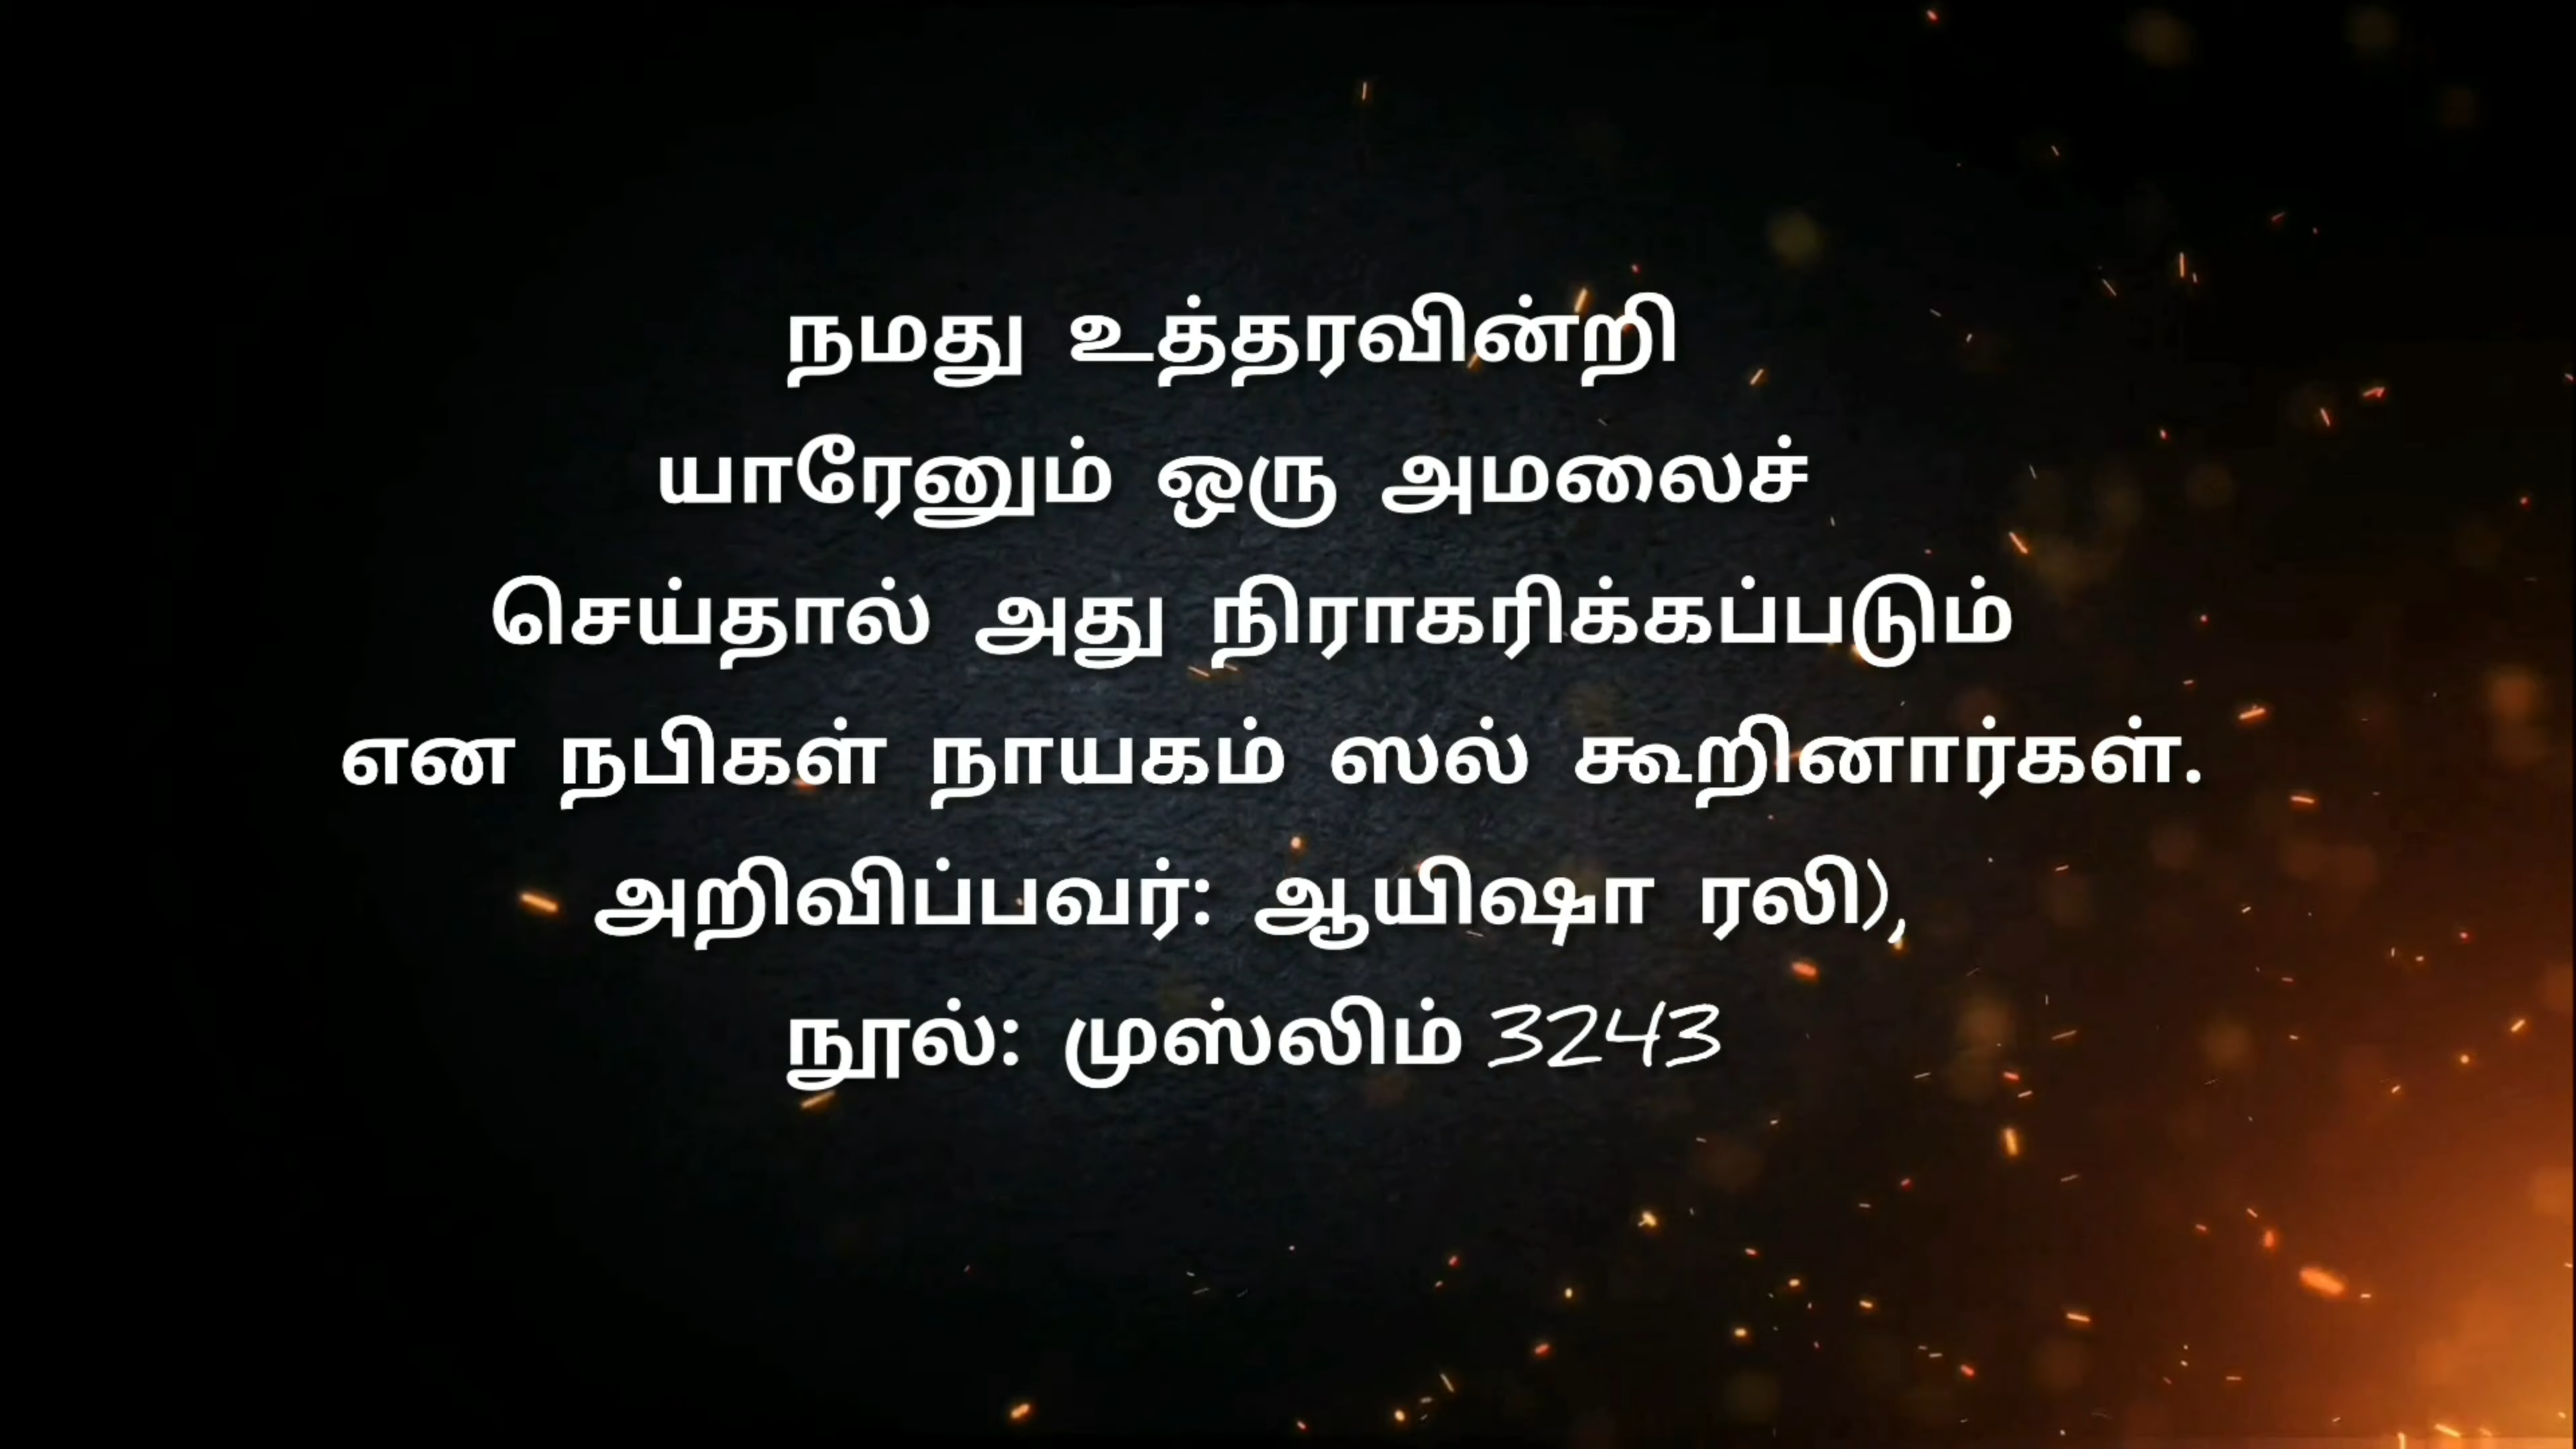 நமது உத்தரவின்றி
யாரேனும் ஒரு அமலைச்
செய்தால் அது நிராகரிக்கப்படும்
என நபிகள் நாயகம் ஸல் கூறினார்கள்.
அறிவிப்பவர்: ஆயிஷா ரலி),
நூல்: முஸ்லிம் 3243